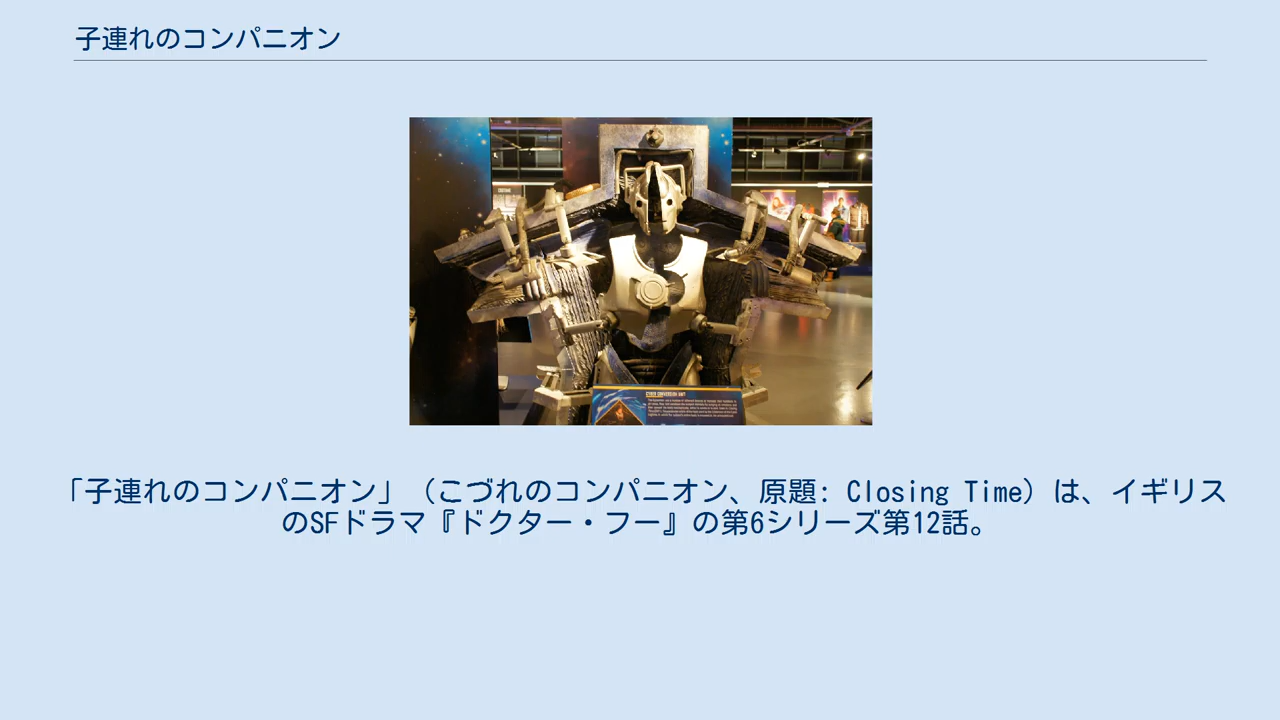 子連れのコンパニオン
CYBER CONVERSION UNIT
「子連れのコンパニオン」（こづれのコンパニオン、原題: Closing Time）は、イギリス
のSFドラマ『ドクター・フー』の第6シリーズ第12話。